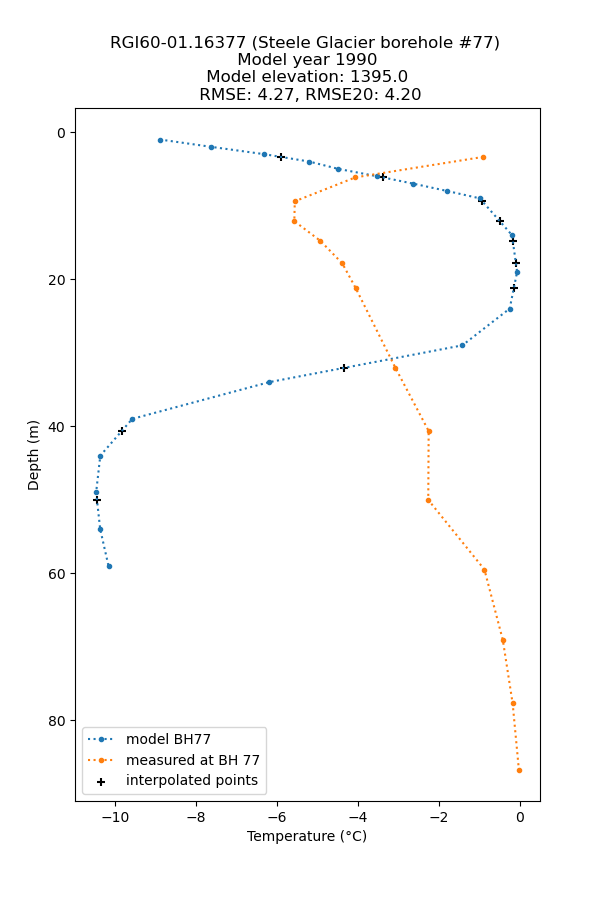 RGI60-01.16377 (Steele Glacier borehole #77)
Model year 1990
Model elevation: 1395.0
RMSE: 4.27, RMSE20: 4.20
0
20
40
60
80
Depth (m)
model BH77
measured at BH 77
interpolated points
−10
−8
−6
−4
−2
0
Temperature (°C)